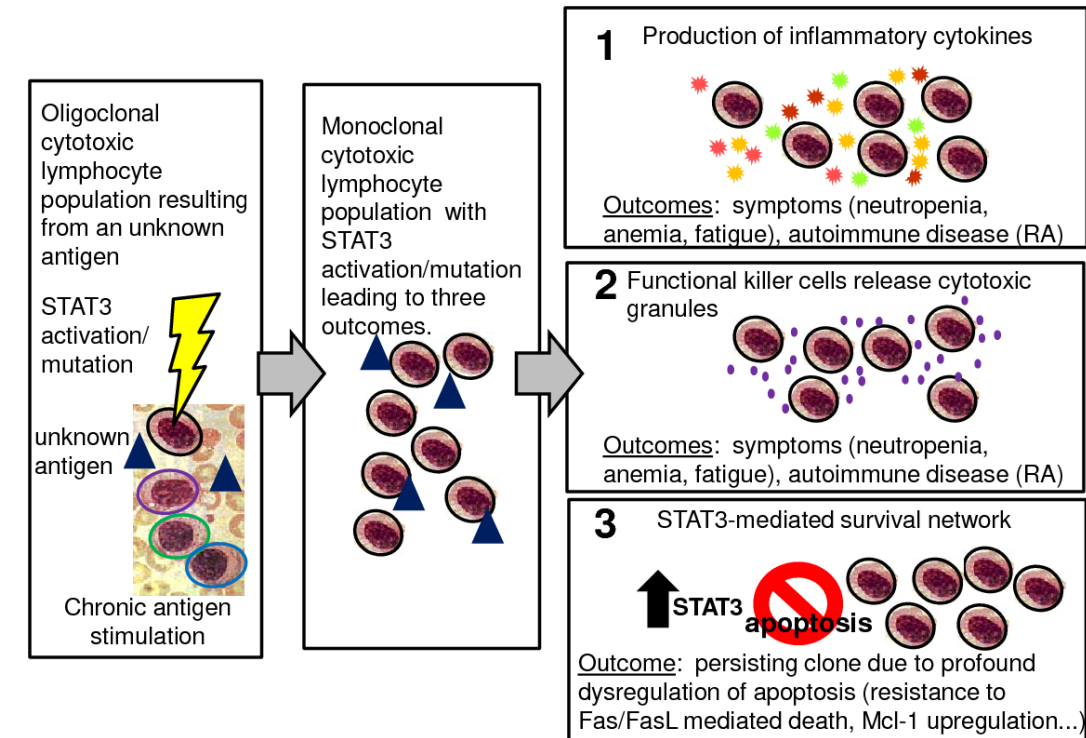 Oligoclonal
cytotoxic
lymphocyte
population resulting
from an unknown
antigen
STAT3
activation/
mutation
unknown
antigen
Chronic antigen
stimulation
Monoclonal
cytotoxic
lymphocyte
population with
STAT3
activation/mutation
leading to three
outcomes.
1 Production of inflammatory cytokines
Outcomes: symptoms (neutropenia,
anemia, fatigue), autoimmune disease (RA)
2 Functional killer cells release cytotoxic
granules
Outcomes: symptoms (neutropenia,
anemia, fatigue), autoimmune disease (RA)
3 STAT3-mediated survival network
STAT3
apoptosis
Outcome: persisting clone due to profound
dysregulation of apoptosis (resistance to
Fas/FasL mediated death, Mcl-1 upregulation...)